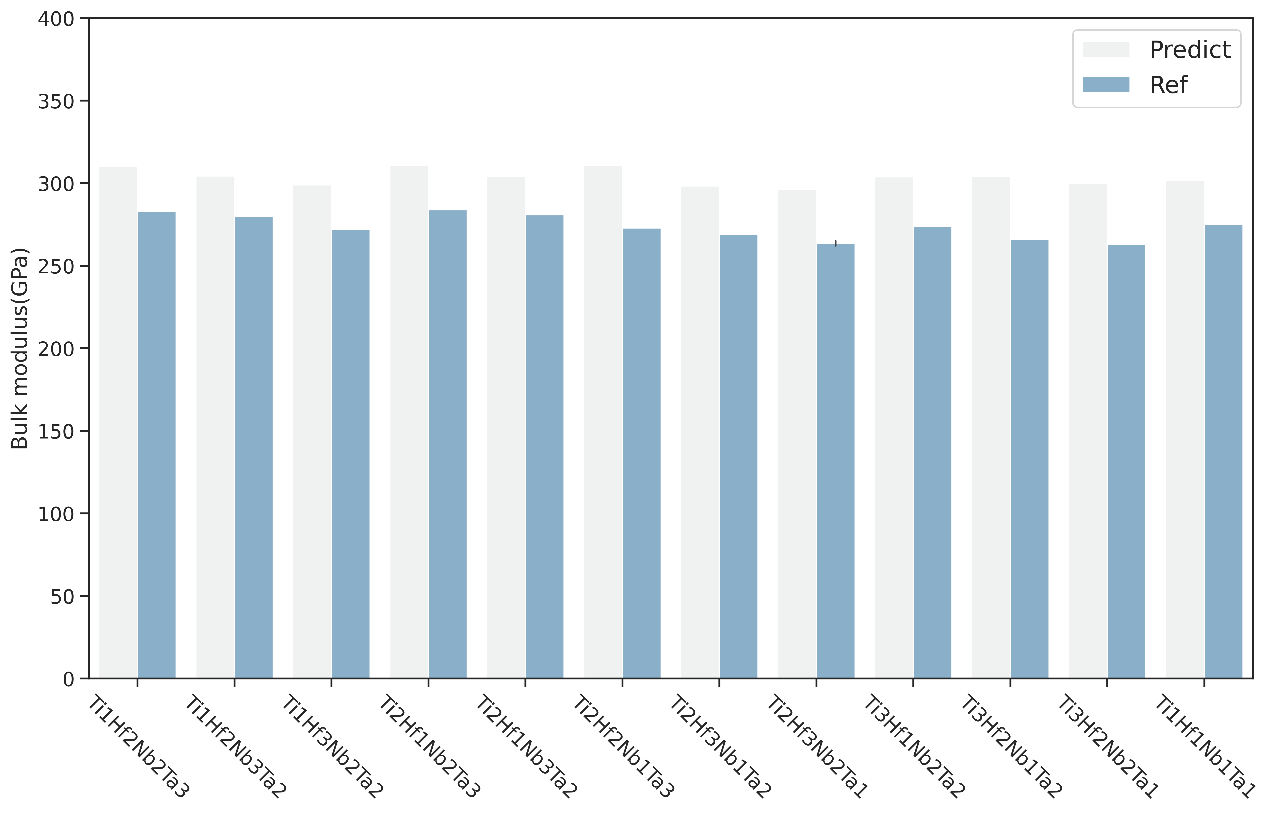 400
350
300
250
200
150
100
50
0
Bulk modulus(GPa)
Predict
Ref
Ti1Hf2Nb2Ta3
Ti1Hf2Nb3Ta2
Ti1Hf3Nb2Ta2
Ti2Hf1Nb2Ta3
Ti2Hf1Nb3Ta2
Ti2Hf2Nb1Ta3
Ti2Hf3Nb1Ta2
Ti2Hf3Nb2Ta1
Ti3Hf1Nb2Ta2
Ti3Hf2Nb1Ta2
Ti3Hf2Nb2Ta1
Ti1Hf1Nb1Ta1